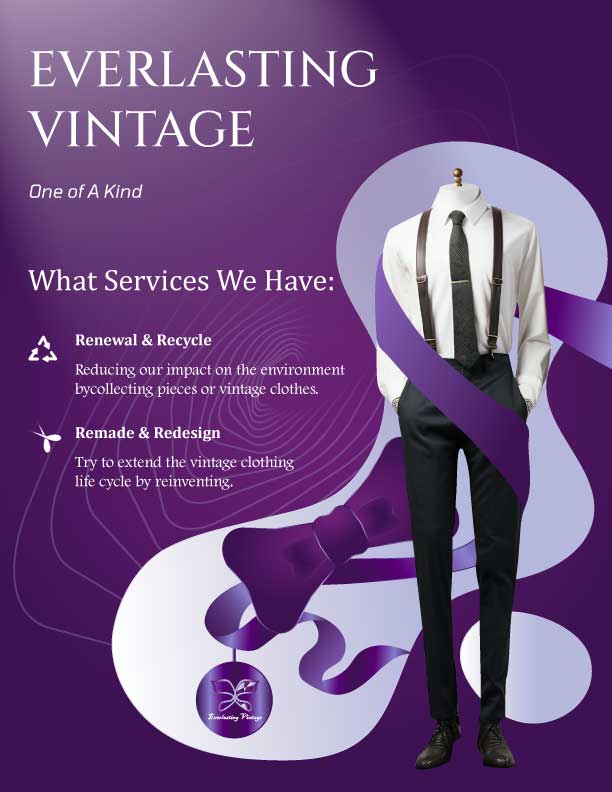 EVERLASTING
VINTAGE
One of A Kind
What Services We Have:
Renewal & Recycle
Reducing our impact on the environment
bycollecting pieces or vintage clothes.
Remade & Redesign
Try to extend the vintage clothing
life cycle by reinventing.
Everlasting Vintage